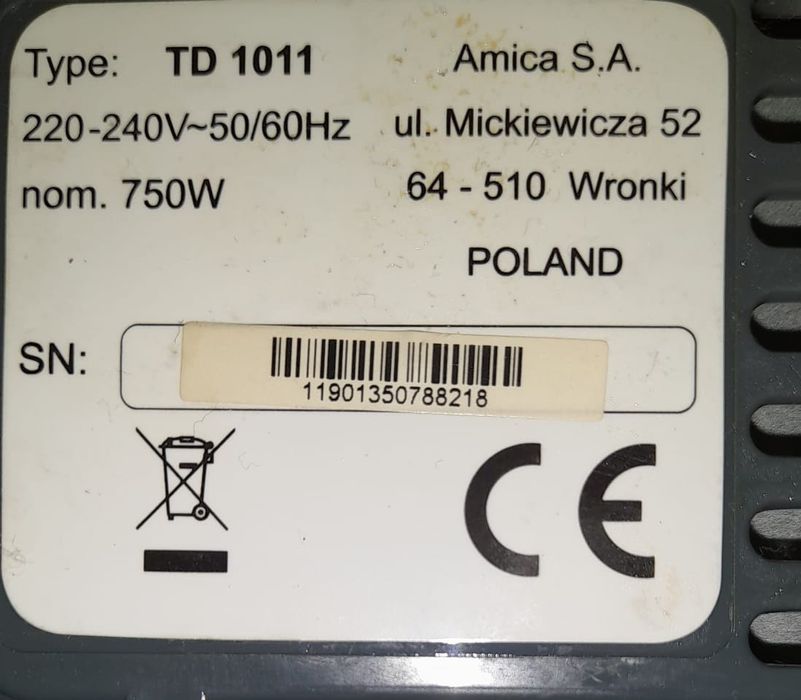 Type: TD 1011
220-240V~50/60Hz
nom. 750W
Amica S.A.
ul. Mickiewicza 52
64 - 510 Wronki
POLAND
SN:
11901350788218
CE